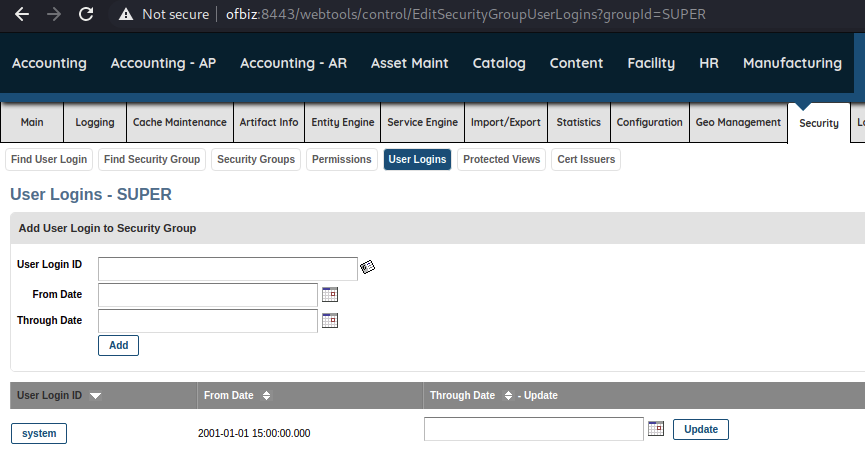 Not secure ofbiz:8443/webtools/control/EditSecurityGroupUserLogins?groupId=SUPER
Accounting Accounting - AP Accounting - AR Asset Maint Catalog Content Facility HR Manufacturing
Main Logging Cache Maintenance Artifact Info Entity Engine Service Engine Import/Export Statistics Configuration Geo Management Security
Find User Login Find Security Group Security Groups Permissions User Logins Protected Views Cert Issuers
User Logins - SUPER
Add User Login to Security Group
User Login ID
From Date
Through Date
Add
User Login ID From Date Through Date - Update
system 2001-01-01 15:00:00.000 Update